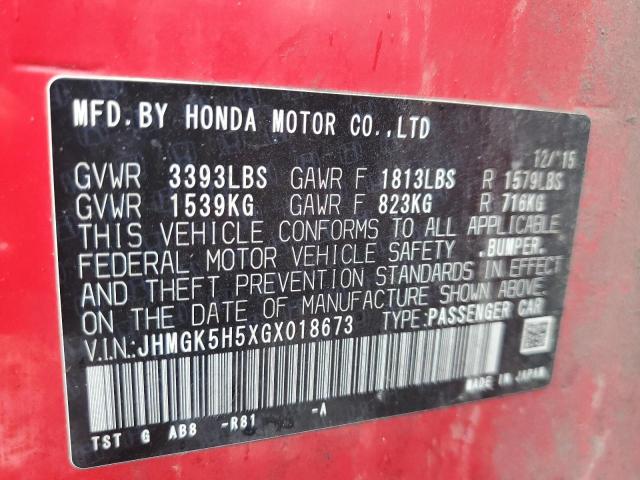 MFD.BY HONDA MOTOR CO.,LTD
12/'15
GVWR 3393LBS GAWR F 1813LBS R 1579LBS
GVWR 1539KG GAWR F 823KG R 716KG
THIS VEHICLE CONFORMS TO ALL APPLICABLE
FEDERAL MOTOR VEHICLE SAFETY ,BUMPER,
AND THEFT PREVENTION STANDARDS IN EFFECT
ON THE DATE OF MANUFACTURE SHOWN ABOVE.
V.I.N.:JHMGK5H5XGX018673 TYPE:PASSENGER CAR
MADE IN JAPAN
TST G AB8 -R81 -A